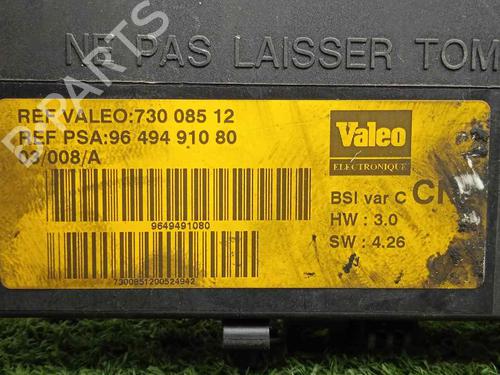 NE PAS LAISSER TOM
REF VALEO:730 085 12
REF PSA:96 494 910 80
03/008/A
Valeo
ELECTRONIQUE
BSI var C
HW : 3.0
SW : 4.26
9649491080
7300851200524942
B-PARTS